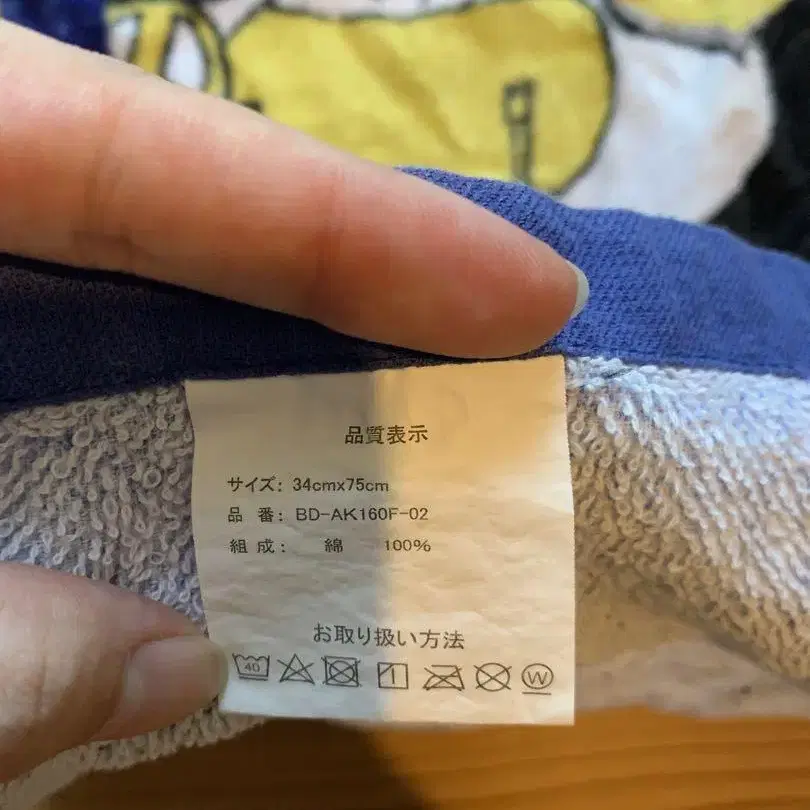 品質表示
サイズ: 34cmx75cm
品 番: BD-AK160F-02
組 成: 綿 100%
お取り扱い方法
40 W